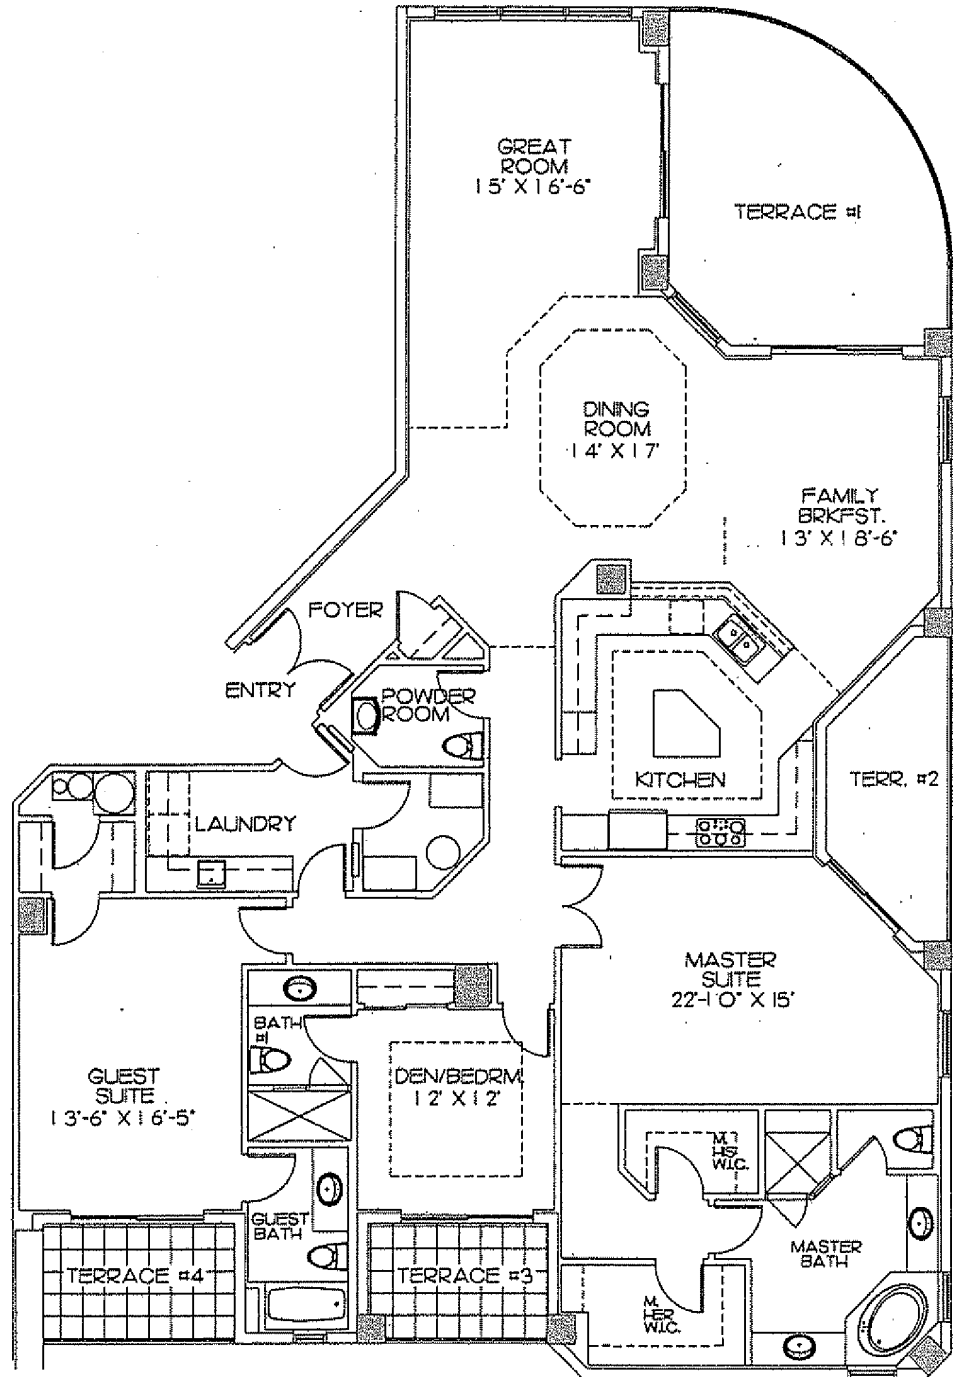 GREAT
ROOM
15' X 16'-6"
TERRACE #1
DINING
ROOM
14' X 17'
FAMILY
BRKFST.
13' X 18'-6"
FOYER
ENTRY
POWDER
ROOM
KITCHEN
TERR. #2
LAUNDRY
MASTER
SUITE
22'-10" X 15'
BATH
#1
GUEST
SUITE
13'-6" X 16'-5"
DEN/BEDRM.
12' X 12'
M.
HIS
W.I.C.
GUEST
BATH
MASTER
BATH
TERRACE #4
TERRACE #3
M.
HER
W.I.C.